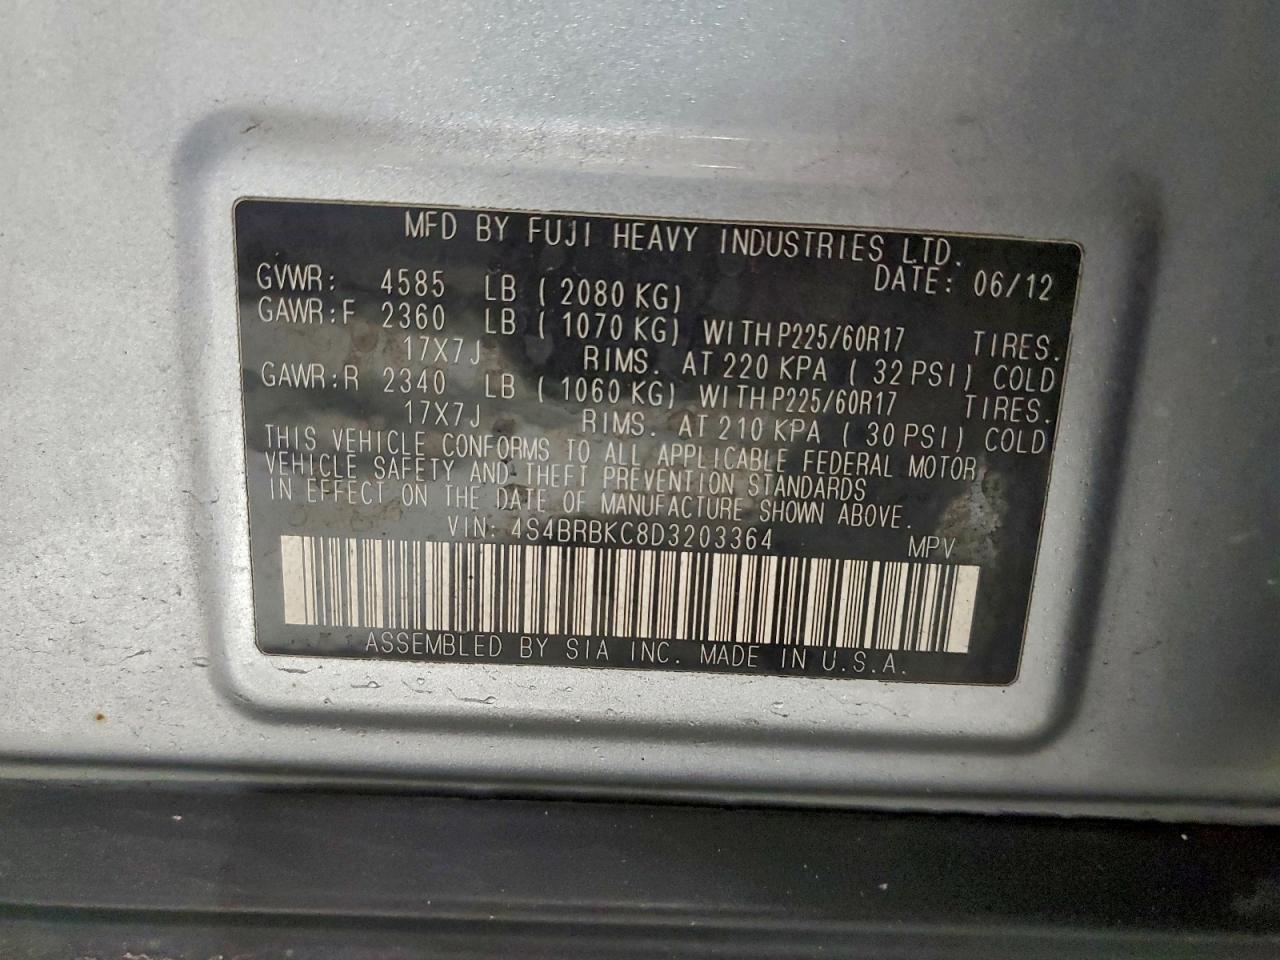 MFD BY FUJI HEAVY INDUSTRIES LTD.
DATE: 06/12
GVWR: 4585 LB ( 2080 KG)
GAWR:F 2360 LB ( 1070 KG) WITH P225/60R17 TIRES.
17X7J RIMS. AT 220 KPA ( 32 PSI) COLD
GAWR:R 2340 LB ( 1060 KG) WITH P225/60R17 TIRES.
17X7J RIMS. AT 210 KPA ( 30 PSI) COLD
THIS VEHICLE CONFORMS TO ALL APPLICABLE FEDERAL MOTOR
VEHICLE SAFETY AND THEFT PREVENTION STANDARDS
IN EFFECT ON THE DATE OF MANUFACTURE SHOWN ABOVE.
VIN: 4S4BRBKC8D3203364 MPV
ASSEMBLED BY SIA INC. MADE IN U.S.A.